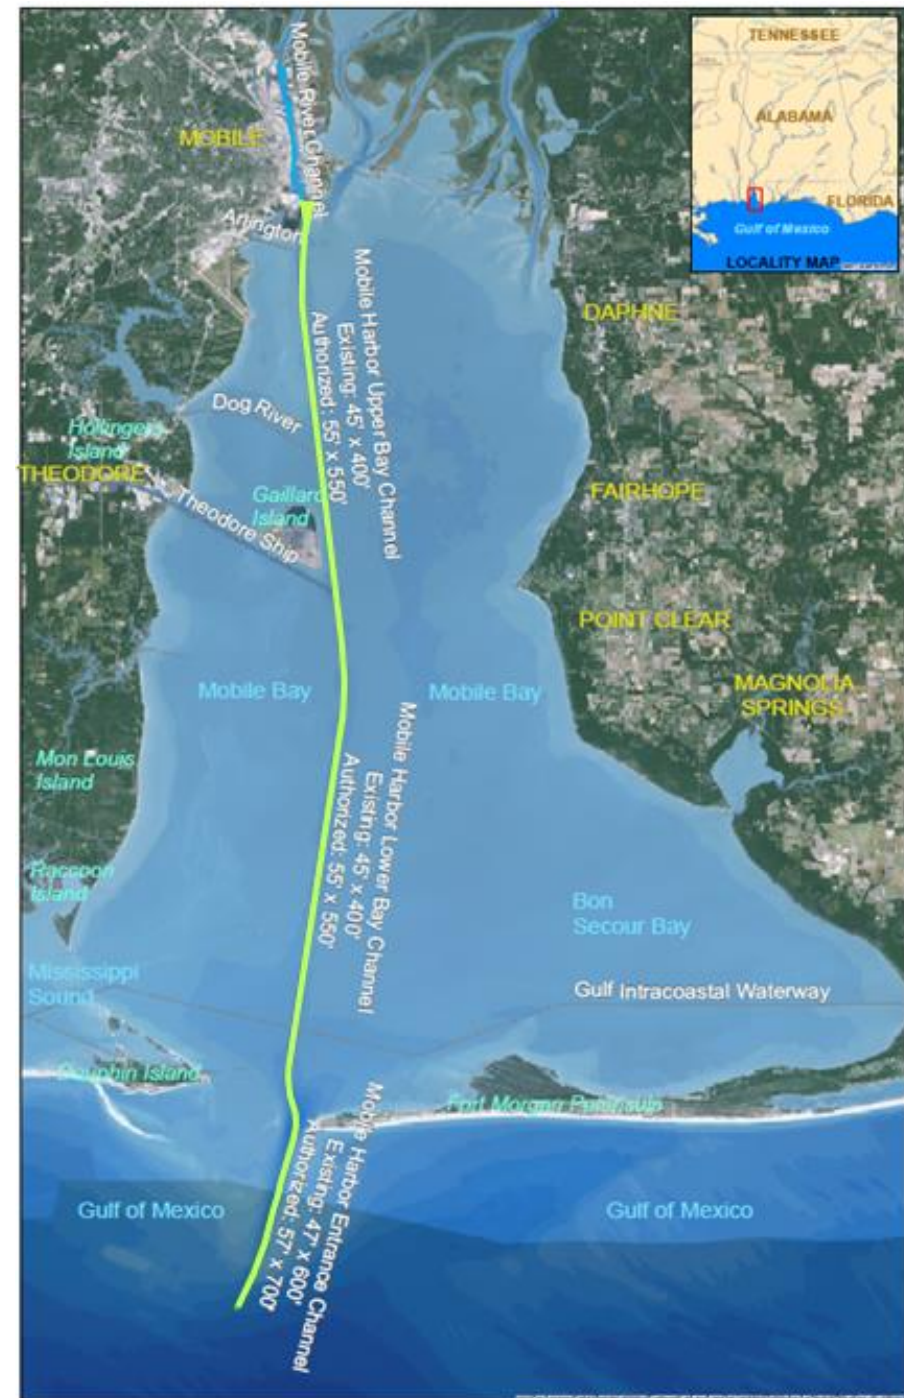 Mobile River Channel
MOBILE
Arlington
TENNESSEE
ALABAMA
FLORIDA
Gulf of Mexico
LOCALITY MAP
Mobile Harbor Upper Bay Channel
Existing: 45' x 400'
Authorized: 55' x 550'
DAPHNE
Dog River
Hollingers
Island
THEODORE
Theodore Ship
Gaillard
Island
FAIRHOPE
POINT CLEAR
Mobile Bay
Mobile Bay
MAGNOLIA
SPRINGS
Mon Louis
Island
Mobile Harbor Lower Bay Channel
Existing: 45' x 400'
Authorized: 55' x 550'
Raccoon
Island
Bon
Secour Bay
Mississippi
Sound
Gulf Intracoastal Waterway
Dauphin Island
Fort Morgan Peninsula
Mobile Harbor Entrance Channel
Existing: 47' x 600'
Authorized: 57' x 700'
Gulf of Mexico
Gulf of Mexico